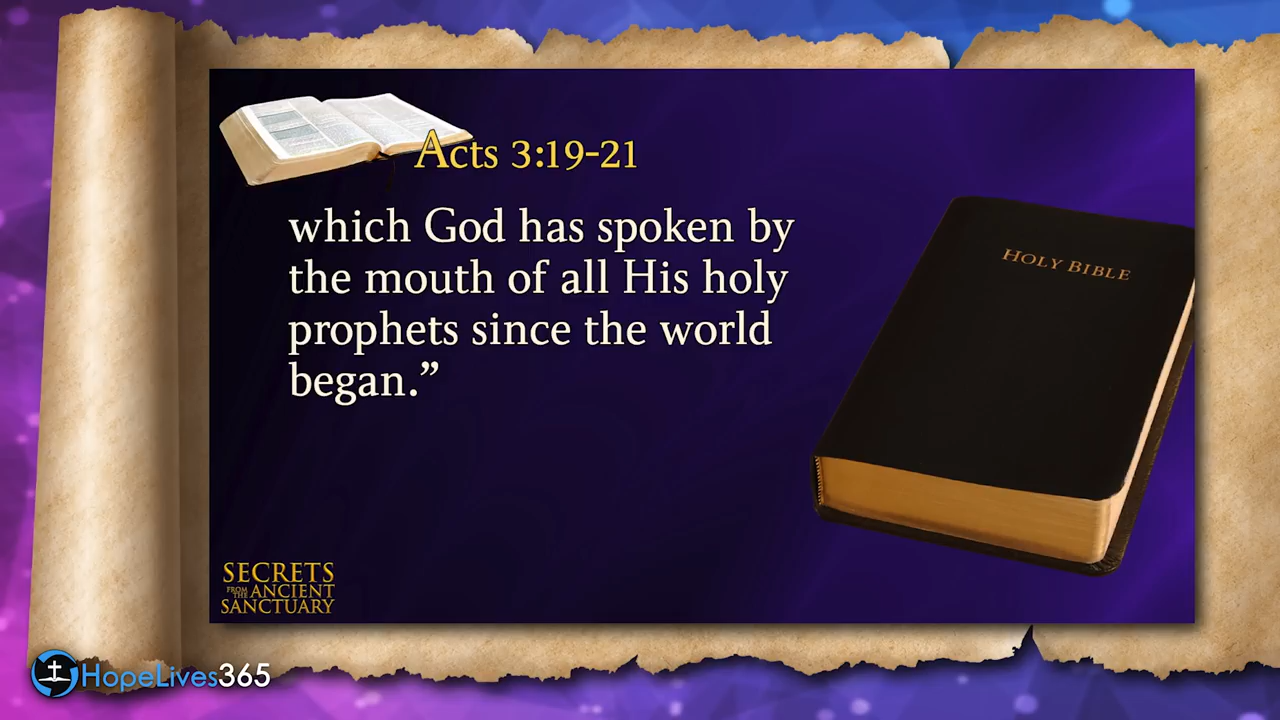 Acts 3:19-21
which God has spoken by
the mouth of all His holy
prophets since the world
began.”
HOLY BIBLE
SECRETS
FROM THE ANCIENT
SANCTUARY
HopeLives365